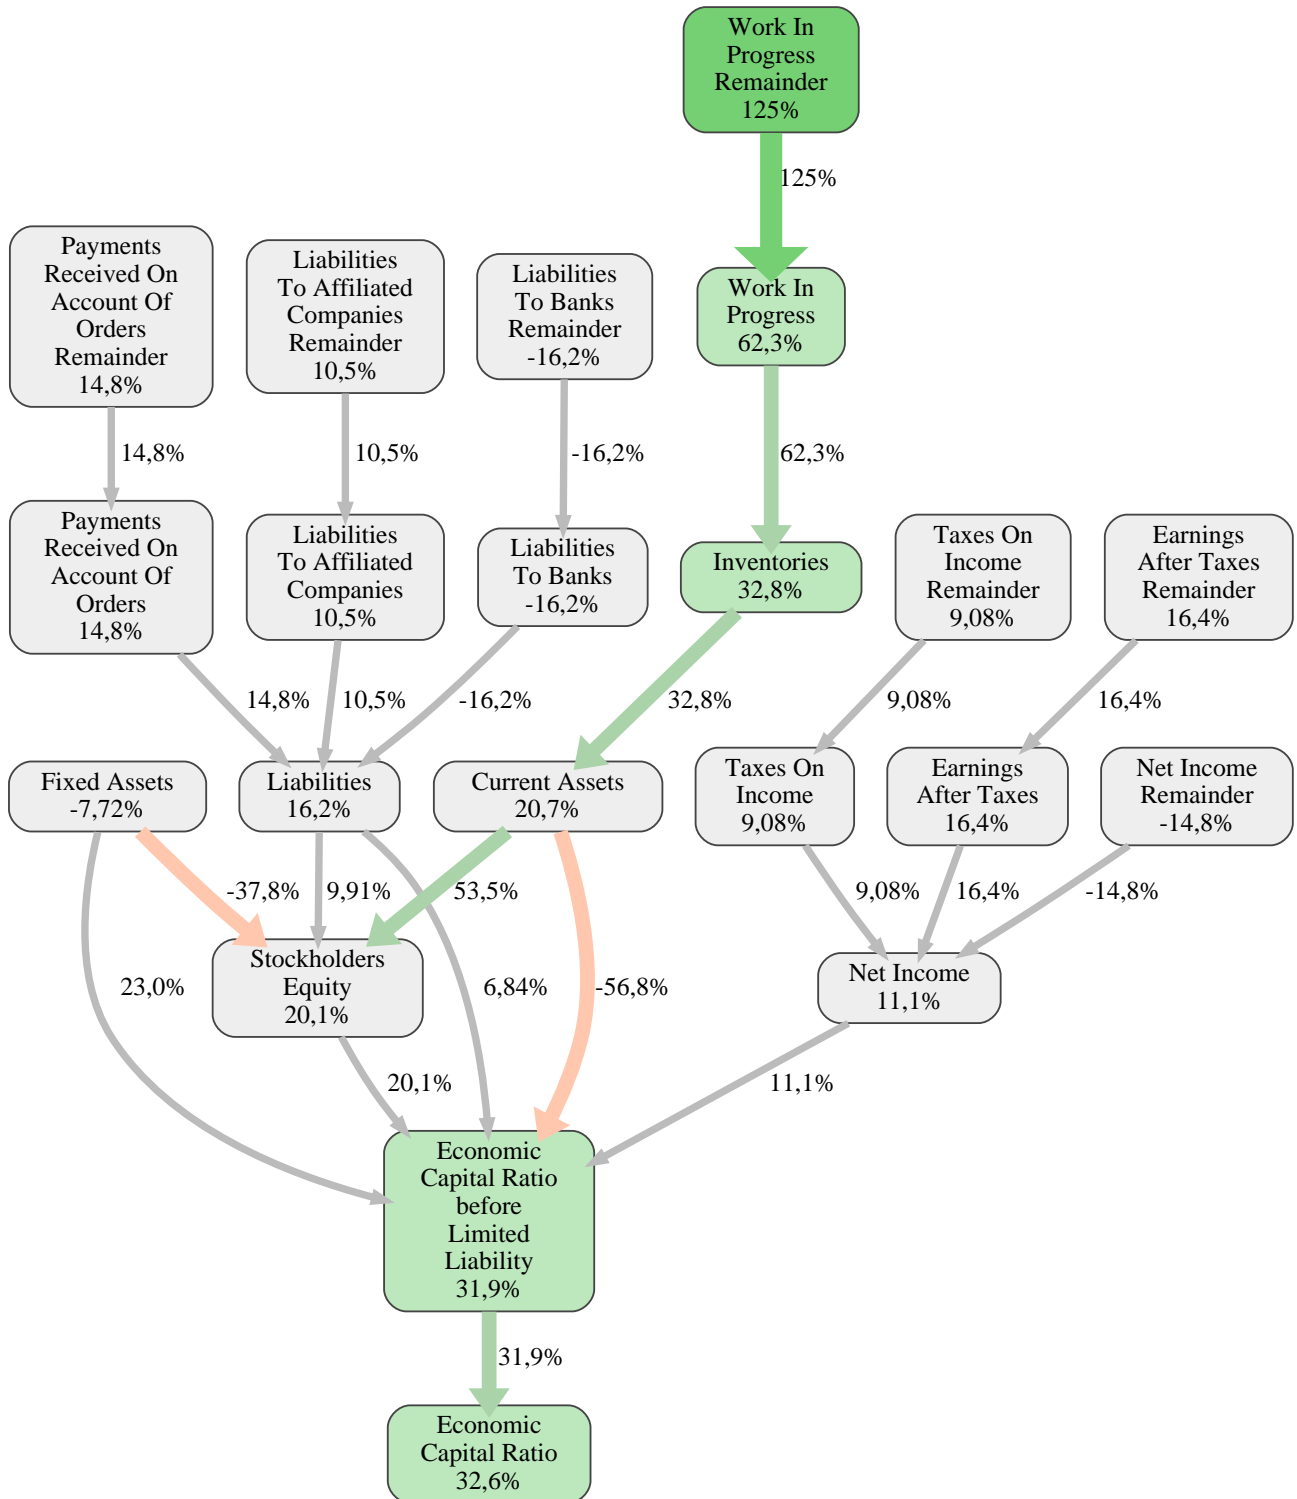 Work In
Progress
Remainder
125%
125%
Payments
Received On
Account Of
Orders
Remainder
14,8%
Liabilities
To Affiliated
Companies
Remainder
10,5%
Liabilities
To Banks
Remainder
-16,2%
Work In
Progress
62,3%
14,8%
10,5%
-16,2%
62,3%
Payments
Received On
Account Of
Orders
14,8%
Liabilities
To Affiliated
Companies
10,5%
Liabilities
To Banks
-16,2%
Inventories
32,8%
Taxes On
Income
Remainder
9,08%
Earnings
After Taxes
Remainder
16,4%
14,8%
10,5%
-16,2%
32,8%
9,08%
16,4%
Fixed Assets
-7,72%
Liabilities
16,2%
Current Assets
20,7%
Taxes On
Income
9,08%
Earnings
After Taxes
16,4%
Net Income
Remainder
-14,8%
-37,8%
9,91%
53,5%
9,08%
16,4%
-14,8%
Stockholders
Equity
20,1%
Net Income
11,1%
23,0%
6,84%
-56,8%
20,1%
11,1%
Economic
Capital Ratio
before
Limited
Liability
31,9%
31,9%
Economic
Capital Ratio
32,6%